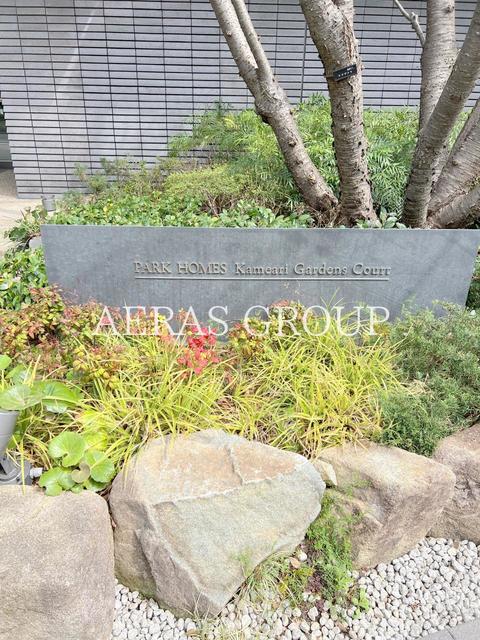 PARK HOMES Kameari Gardens Court
AERAS GROUP